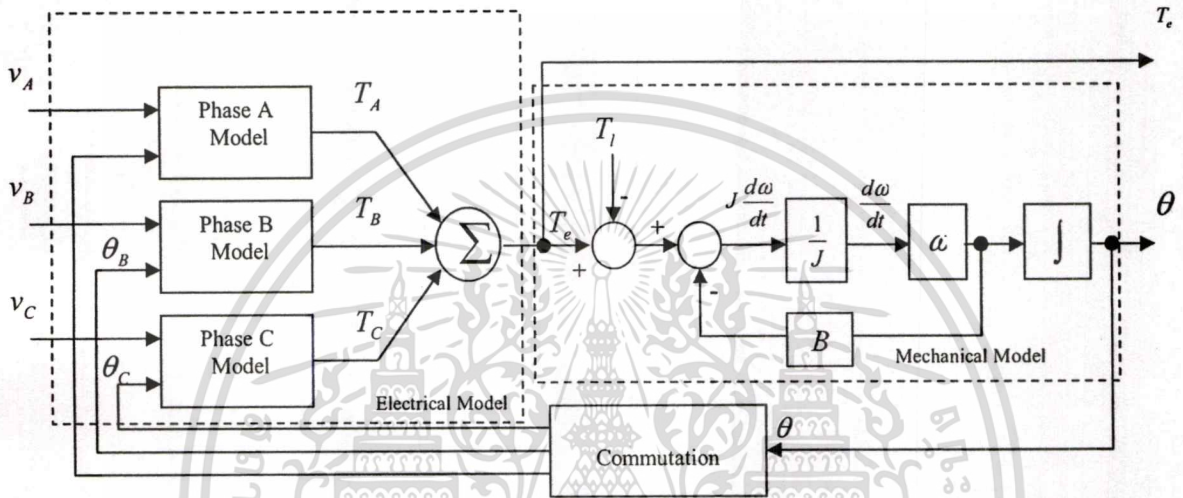 T_e
v_A
Phase A
Model
T_A
v_B
Phase B
Model
T_B
θ_B
v_C
Phase C
Model
T_C
θ_C
Electrical Model
Σ
T_e
T_l
-
+
+
-
J dω/dt
1/J
dω/dt
ω
∫
θ
B
Mechanical Model
Commutation
θ